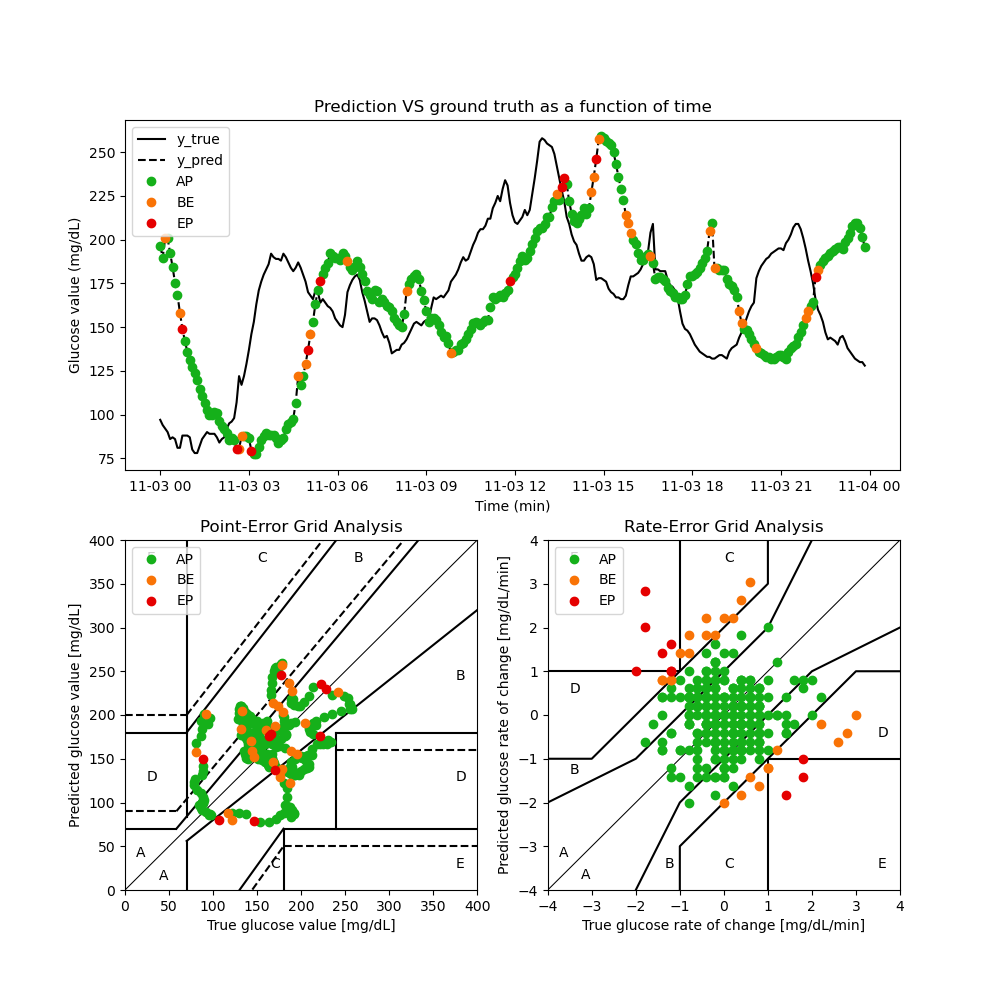 Prediction VS ground truth as a function of time
Glucose value (mg/dL)
250
225
200
175
150
125
100
75
y_true
y_pred
AP
BE
EP
11-03 00 11-03 03 11-03 06 11-03 09 11-03 12 11-03 15 11-03 18 11-03 21 11-04 00
Time (min)
Point-Error Grid Analysis
Predicted glucose value [mg/dL]
400
350
300
250
200
150
100
50
0
AP
BE
EP
C
B
B
D
D
A
A
C
E
0 50 100 150 200 250 300 350 400
True glucose value [mg/dL]
Rate-Error Grid Analysis
Predicted glucose rate of change [mg/dL/min]
4
3
2
1
0
−1
−2
−3
−4
AP
BE
EP
C
D
D
B
A
A
B
C
E
−4 −3 −2 −1 0 1 2 3 4
True glucose rate of change [mg/dL/min]